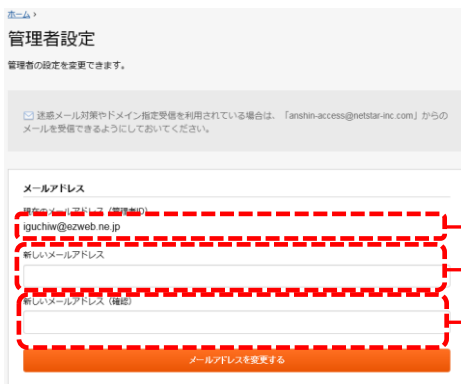 ホーム ›
管理者設定
管理者の設定を変更できます。
迷惑メール対策やドメイン指定受信を利用されている場合は、「anshin-access@netstar-inc.com」からの
メールを受信できるようにしておいてください。
メールアドレス
現在のメールアドレス（管理者ID）
iguchiw@ezweb.ne.jp
新しいメールアドレス
新しいメールアドレス（確認）
メールアドレスを変更する